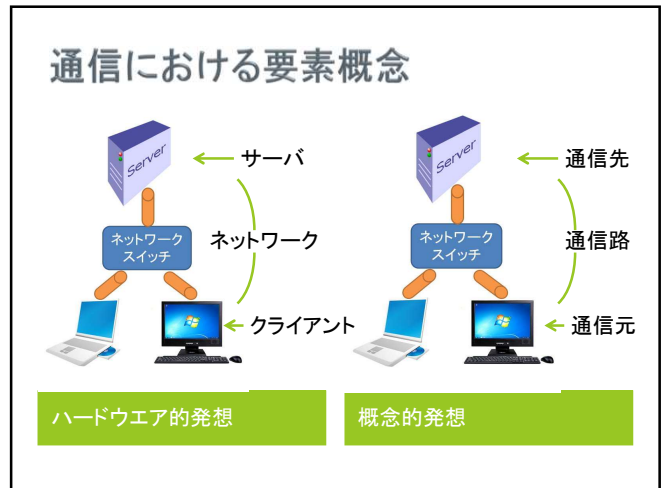 通信における要素概念
Server
サーバ
ネットワーク
スイッチ
ネットワーク
クライアント
ハードウエア的発想
Server
通信先
ネットワーク
スイッチ
通信路
通信元
概念的発想